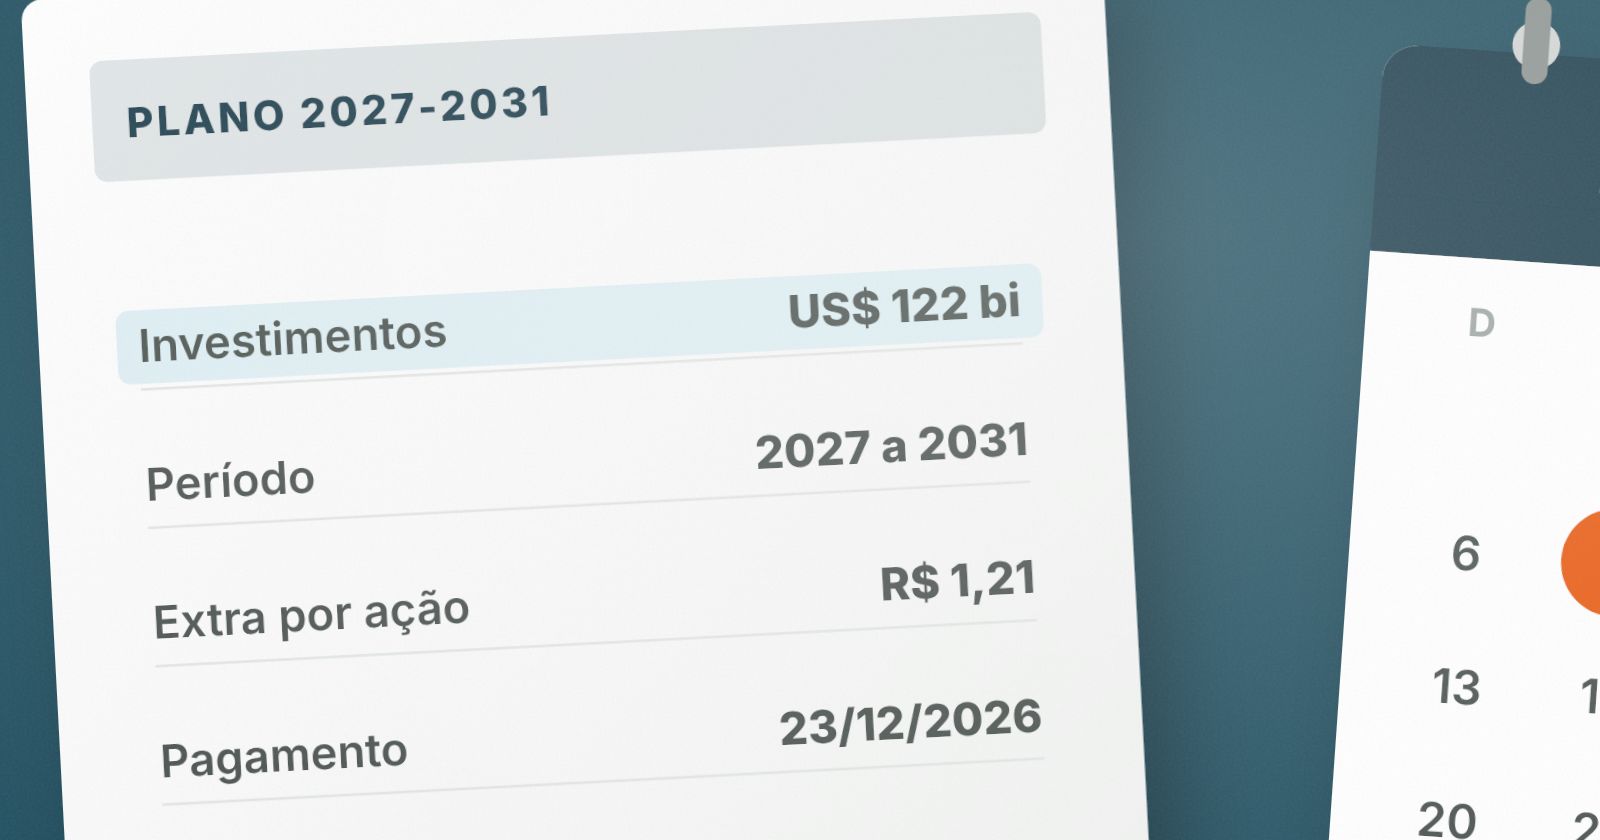 PLANO 2027-2031
Investimentos US$ 122 bi
Período 2027 a 2031
Extra por ação R$ 1,21
Pagamento 23/12/2026
D
6
13
20